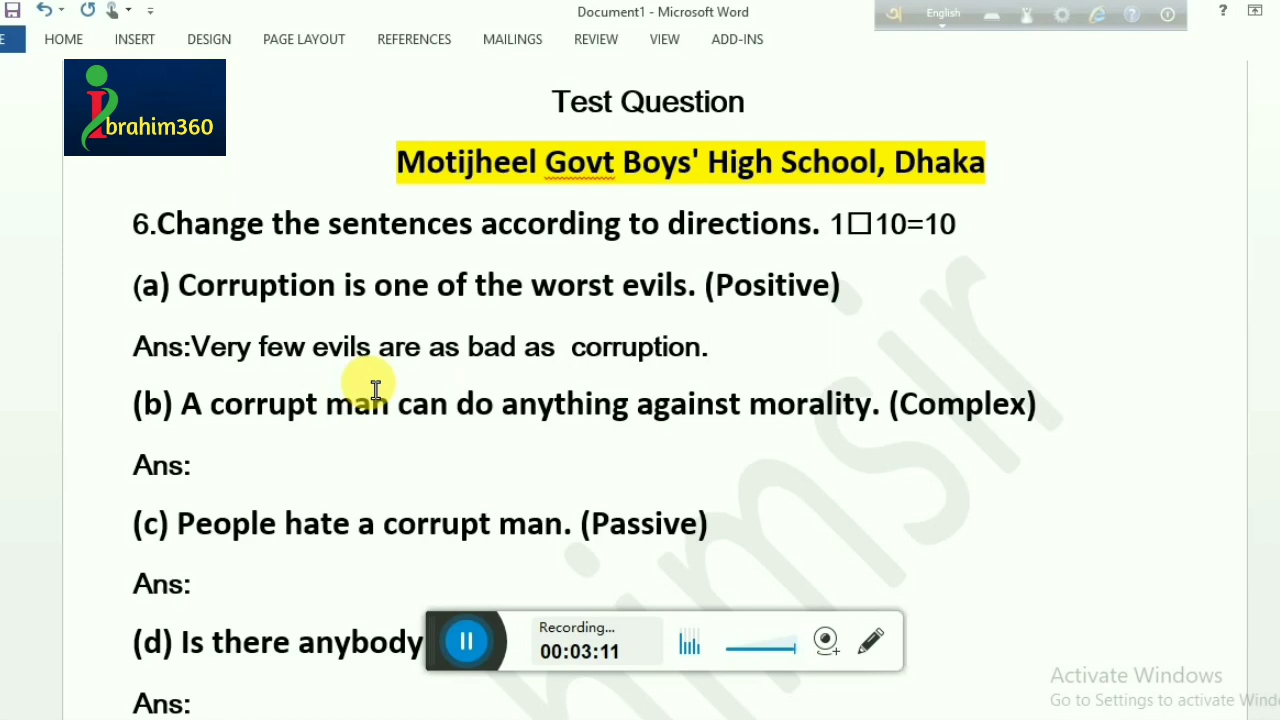 Document1 - Microsoft Word
English
HOME INSERT DESIGN PAGE LAYOUT REFERENCES MAILINGS REVIEW VIEW ADD-INS
Ibrahim360
Test Question
Motijheel Govt Boys' High School, Dhaka
6.Change the sentences according to directions. 1□10=10
(a) Corruption is one of the worst evils. (Positive)
Ans:Very few evils are as bad as corruption.
(b) A corrupt man can do anything against morality. (Complex)
Ans:
(c) People hate a corrupt man. (Passive)
Ans:
(d) Is there anybody
Recording...
00:03:11
Ans:
Activate Windows
Go to Settings to activate
himsir